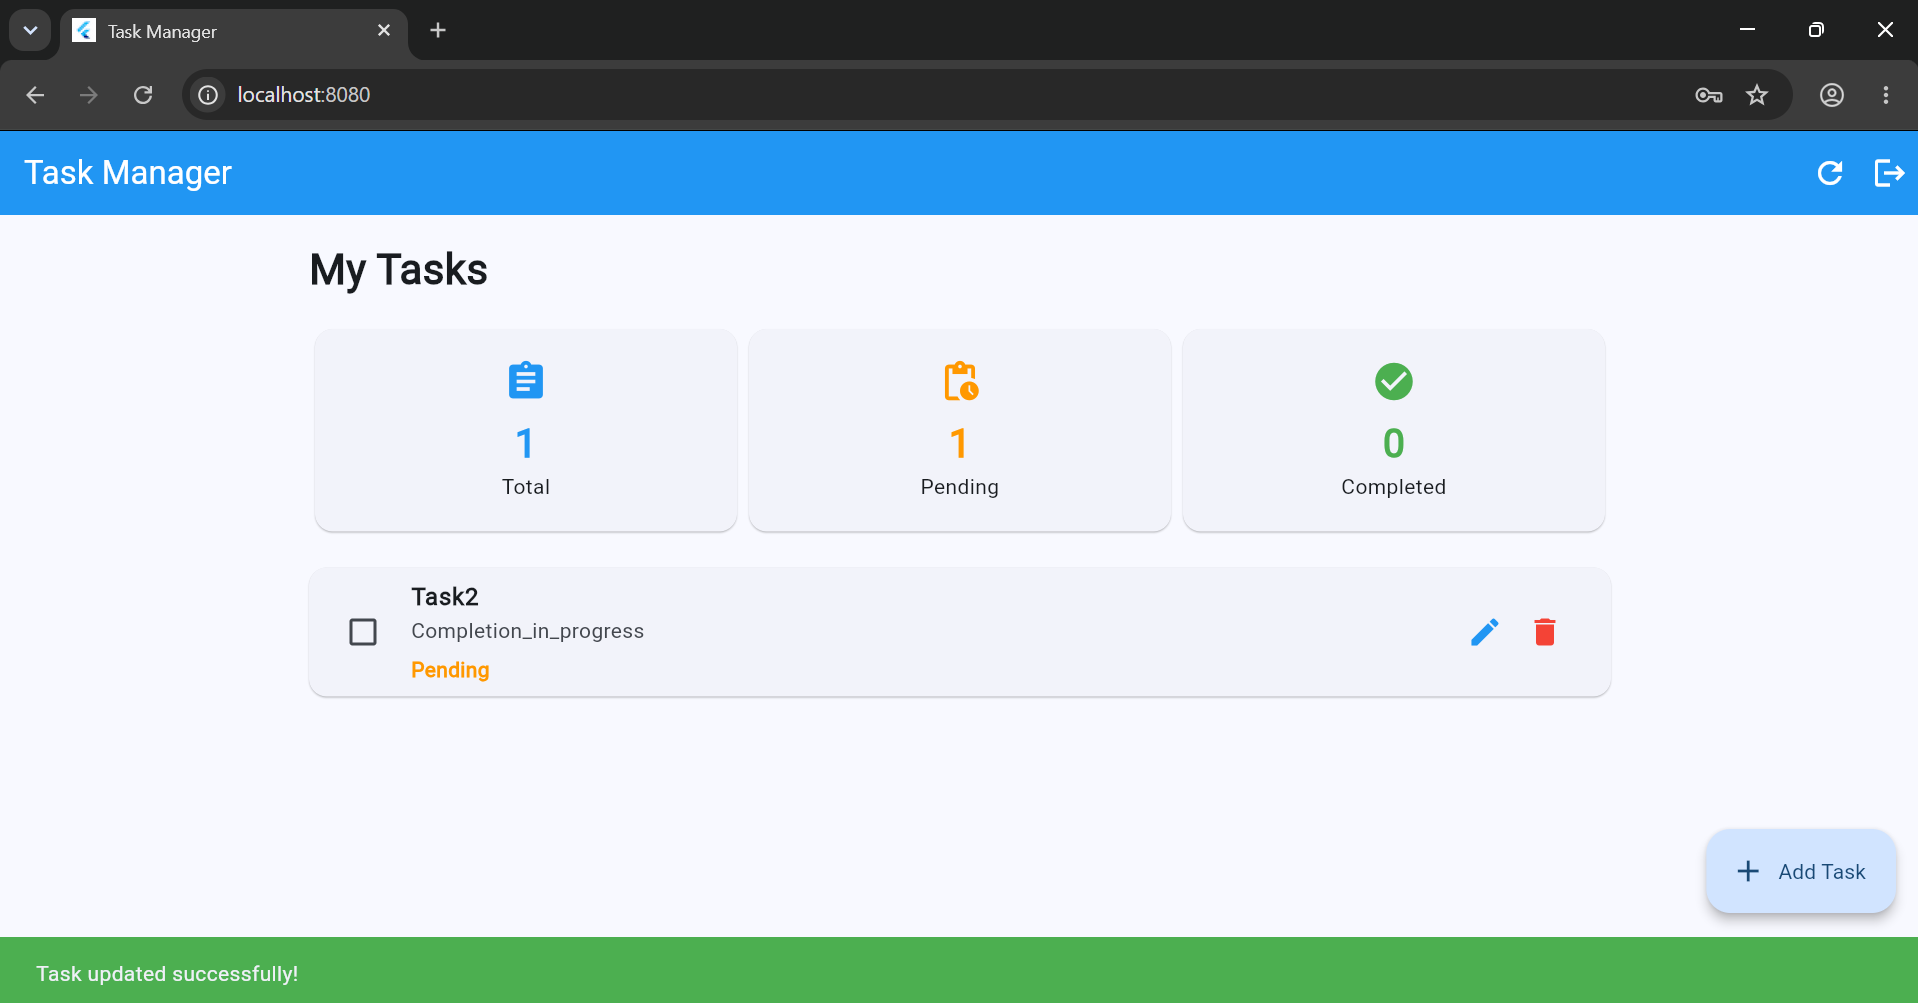 Task Manager
localhost:8080
Task Manager
My Tasks
1
Total
1
Pending
0
Completed
Task2
Completion_in_progress
Pending
Add Task
Task updated successfully!